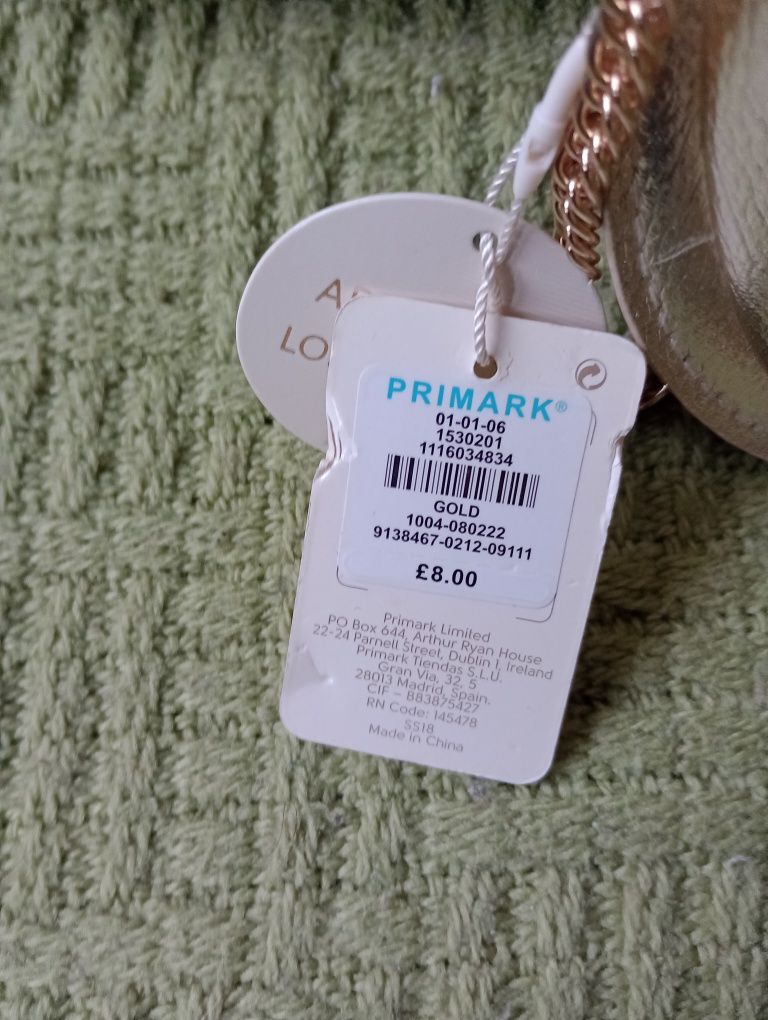 LO
PRIMARK®
01-01-06
1530201
1116034834
GOLD
1004-080222
9138467-0212-09111
£8.00
Primark Limited
PO Box 644, Arthur Ryan House
22-24 Parnell Street, Dublin 1, Ireland
Primark Tiendas S.L.U.
Gran Via, 32, 5
28013 Madrid, Spain.
CIF – B83875427
RN Code: 145478
SS18
Made in China